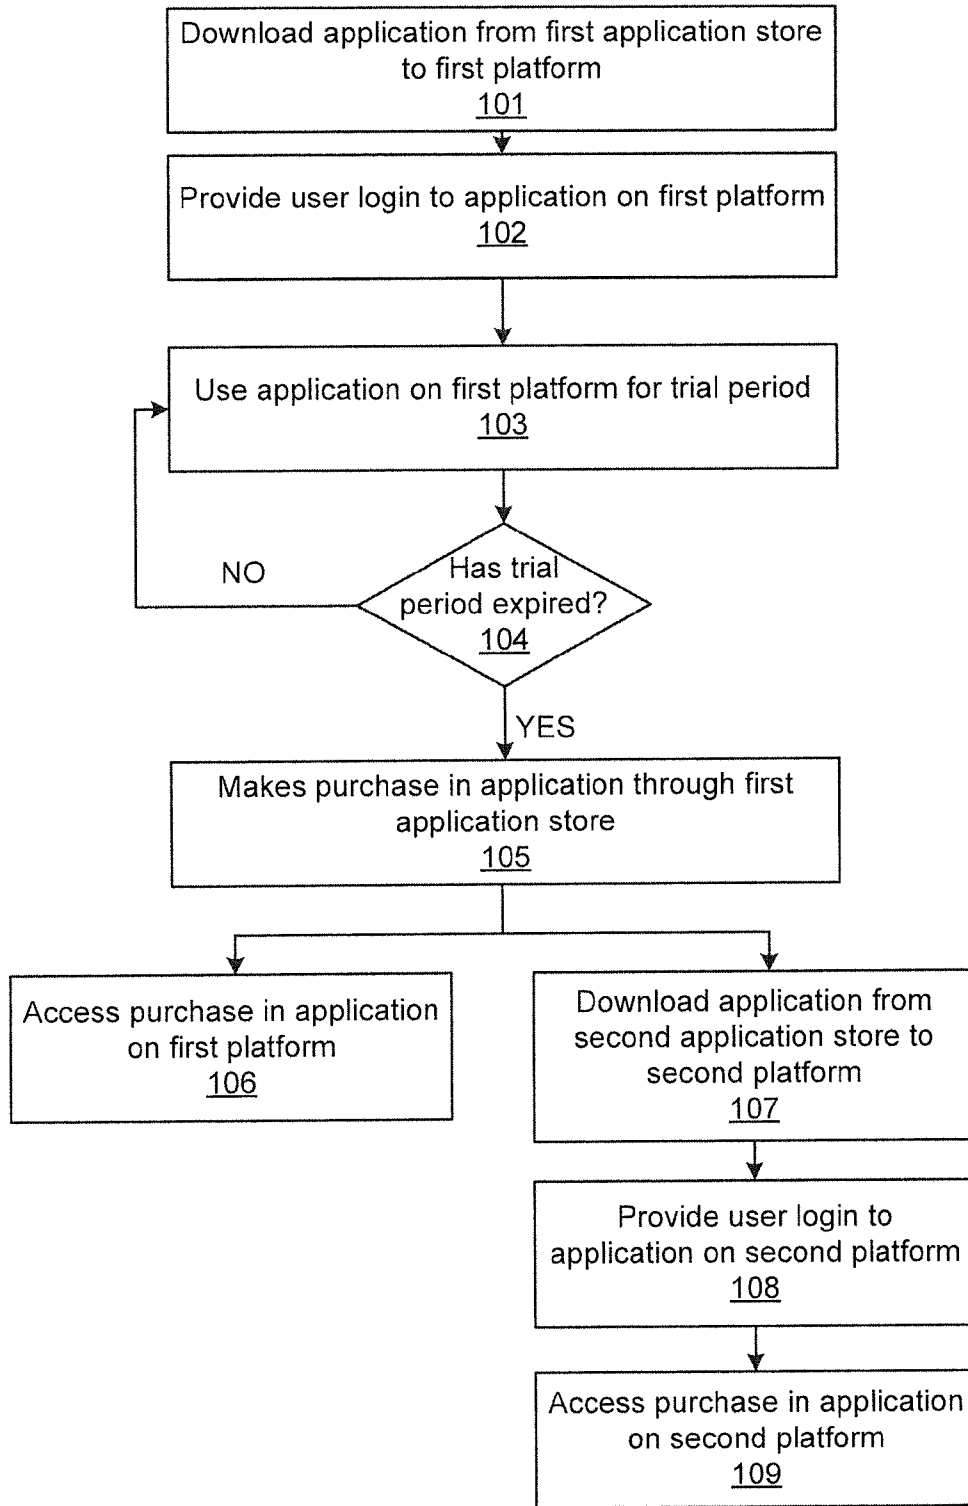 Download application from first application store
to first platform
101
Provide user login to application on first platform
102
Use application on first platform for trial period
103
NO
Has trial
period expired?
104
YES
Makes purchase in application through first
application store
105
Access purchase in application
on first platform
106
Download application from
second application store to
second platform
107
Provide user login to
application on second platform
108
Access purchase in application
on second platform
109